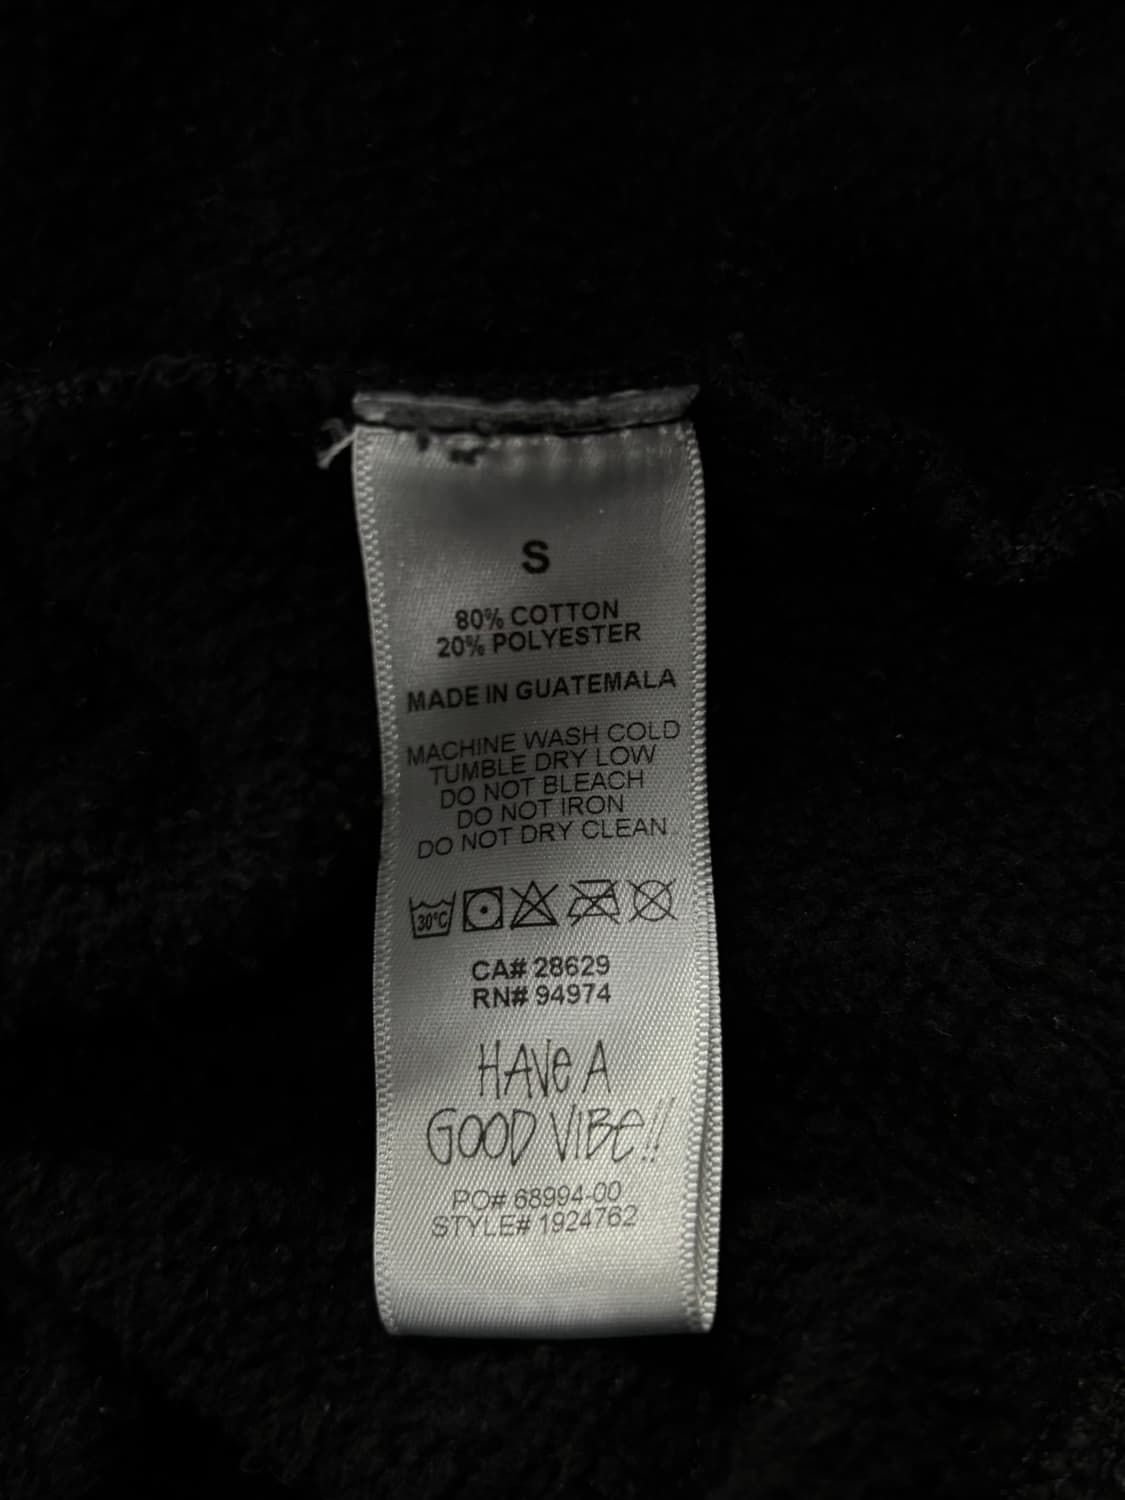 S
80% COTTON
20% POLYESTER
MADE IN GUATEMALA
MACHINE WASH COLD
TUMBLE DRY LOW
DO NOT BLEACH
DO NOT IRON
DO NOT DRY CLEAN
30°C
CA# 28629
RN# 94974
HAVe A
GOOD VIBe!!
PO# 68994-00
STYLE# 1924762